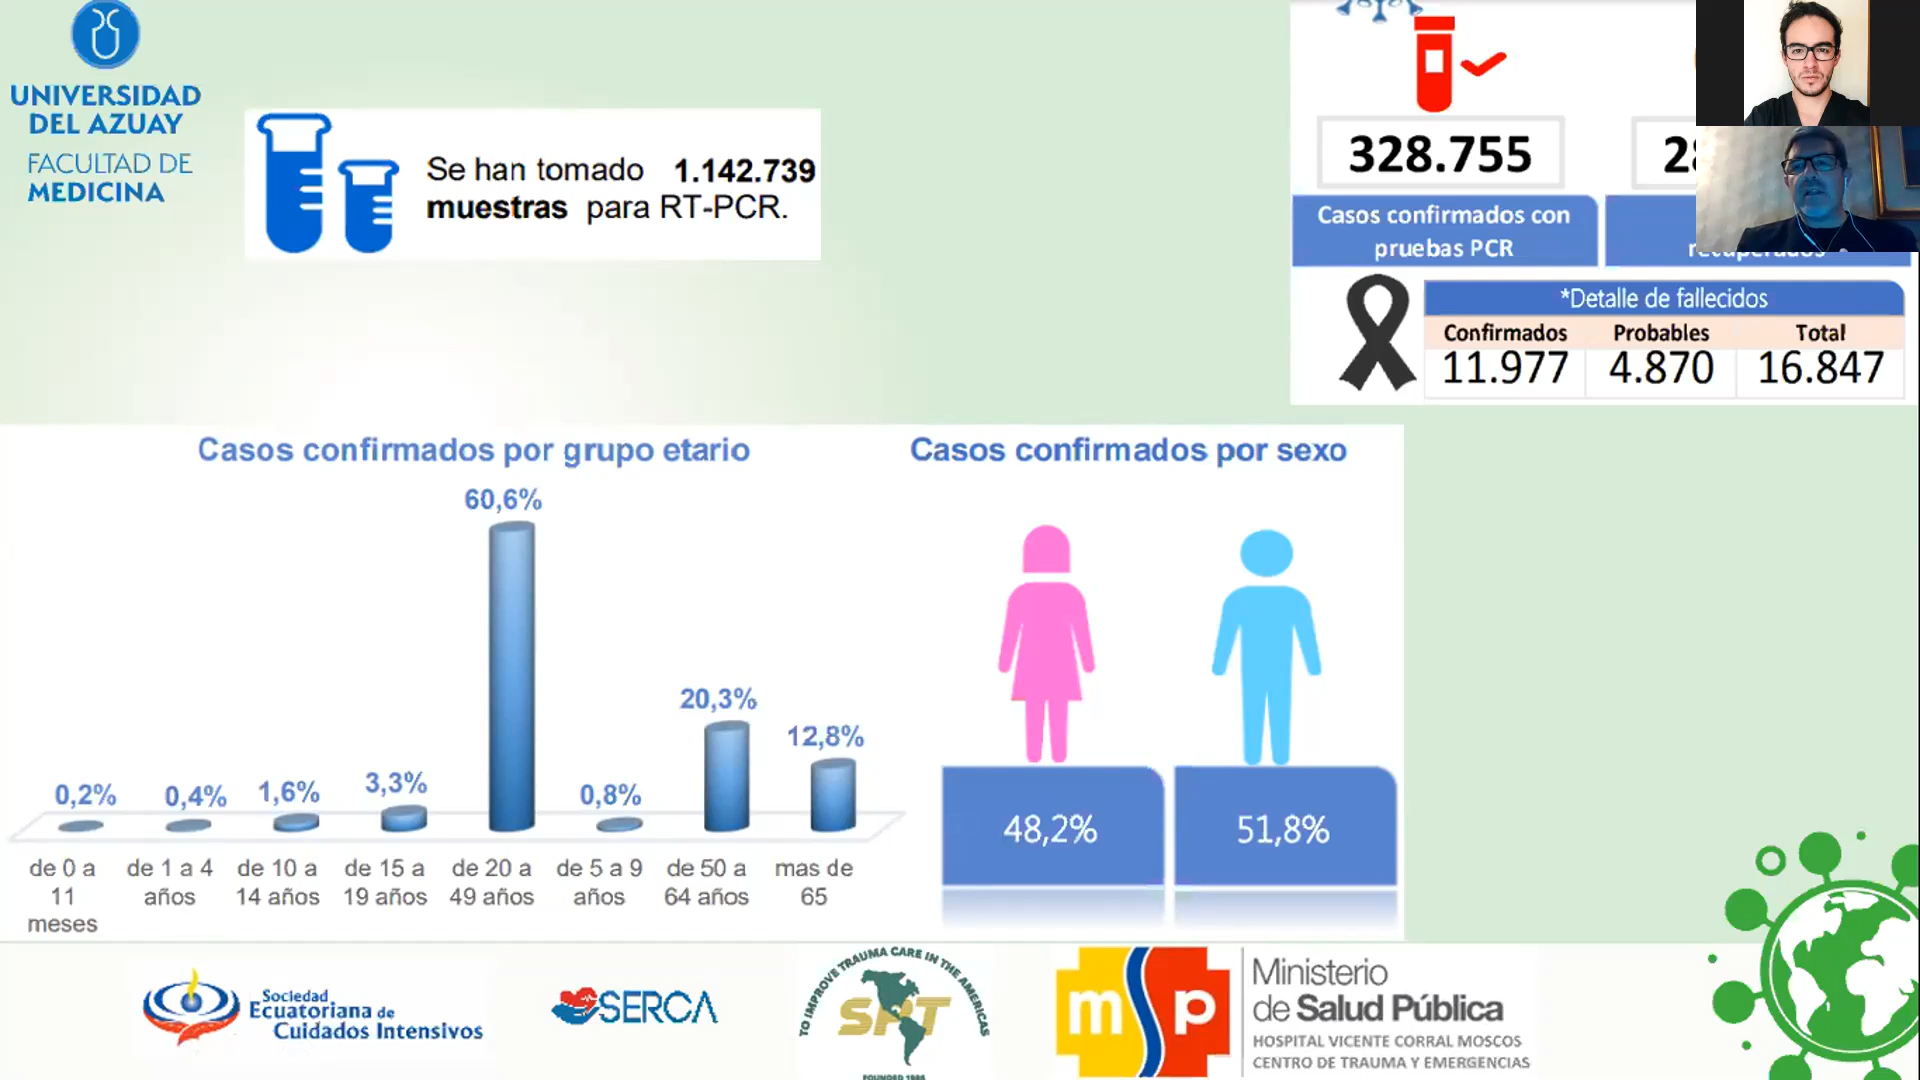 UNIVERSIDAD
DEL AZUAY
FACULTAD DE
MEDICINA
Se han tomado 1.142.739
muestras para RT-PCR.
328.755
Casos confirmados con
pruebas PCR
*Detalle de fallecidos
Confirmados Probables Total
11.977 4.870 16.847
Casos confirmados por grupo etario
60,6%
20,3%
12,8%
3,3%
1,6%
0,2%
0,4%
0,8%
de 0 a
11
meses
de 1 a 4
años
de 10 a
14 años
de 15 a
19 años
de 20 a
49 años
de 5 a 9
años
de 50 a
64 años
mas de
65
Casos confirmados por sexo
48,2%
51,8%
Sociedad
Ecuatoriana de
Cuidados Intensivos
SERCA
TO IMPROVE TRAUMA CARE IN THE AMERICAS
SPT
msp
Ministerio
de Salud Pública
HOSPITAL VICENTE CORRAL MOSCOS
CENTRO DE TRAUMA Y EMERGENCIAS